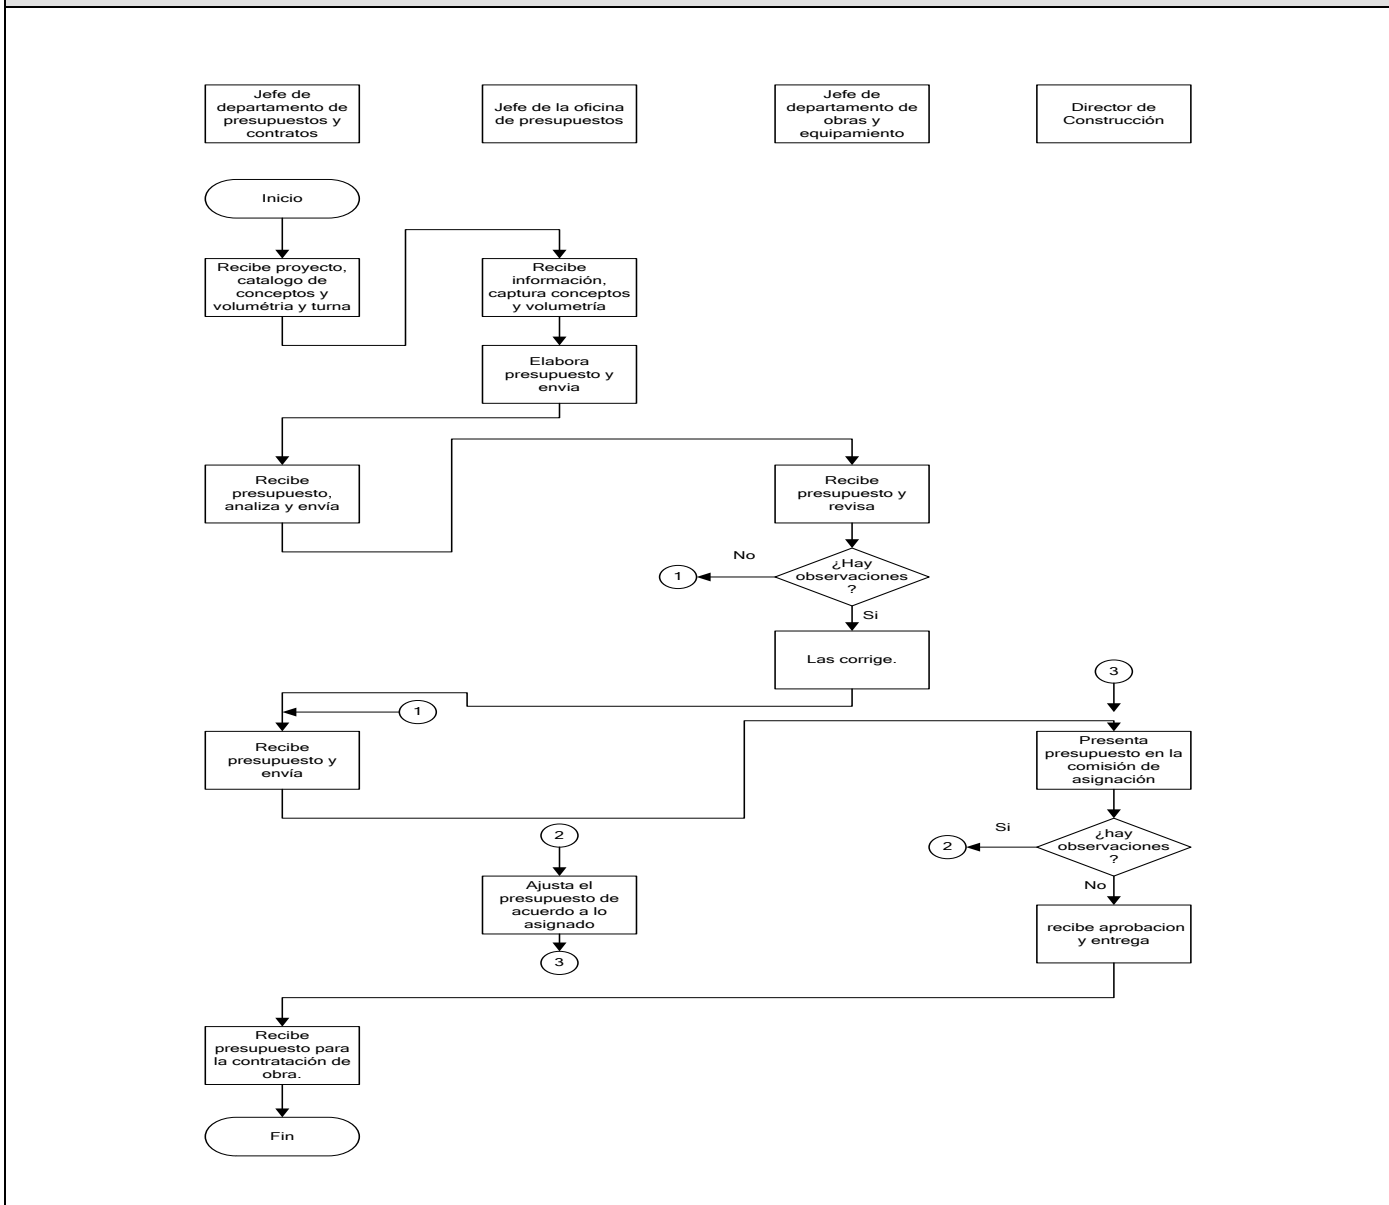 Jefe de
departamento de
presupuestos y
contratos
Jefe de la oficina
de presupuestos
Jefe de
departamento de
obras y
equipamiento
Director de
Construcción
Inicio
Recibe proyecto,
catalogo de
conceptos y
volumétria y turna
Recibe
información,
captura conceptos
y volumetría
Elabora
presupuesto y
envia
Recibe
presupuesto,
analiza y envía
Recibe
presupuesto y
revisa
No
1
¿Hay
observaciones
?
Si
Las corrige.
3
1
Recibe
presupuesto y
envía
Presenta
presupuesto en la
comisión de
asignación
2
Si
2
¿hay
observaciones
?
No
Ajusta el
presupuesto de
acuerdo a lo
asignado
3
recibe aprobacion
y entrega
Recibe
presupuesto para
la contratación de
obra.
Fin